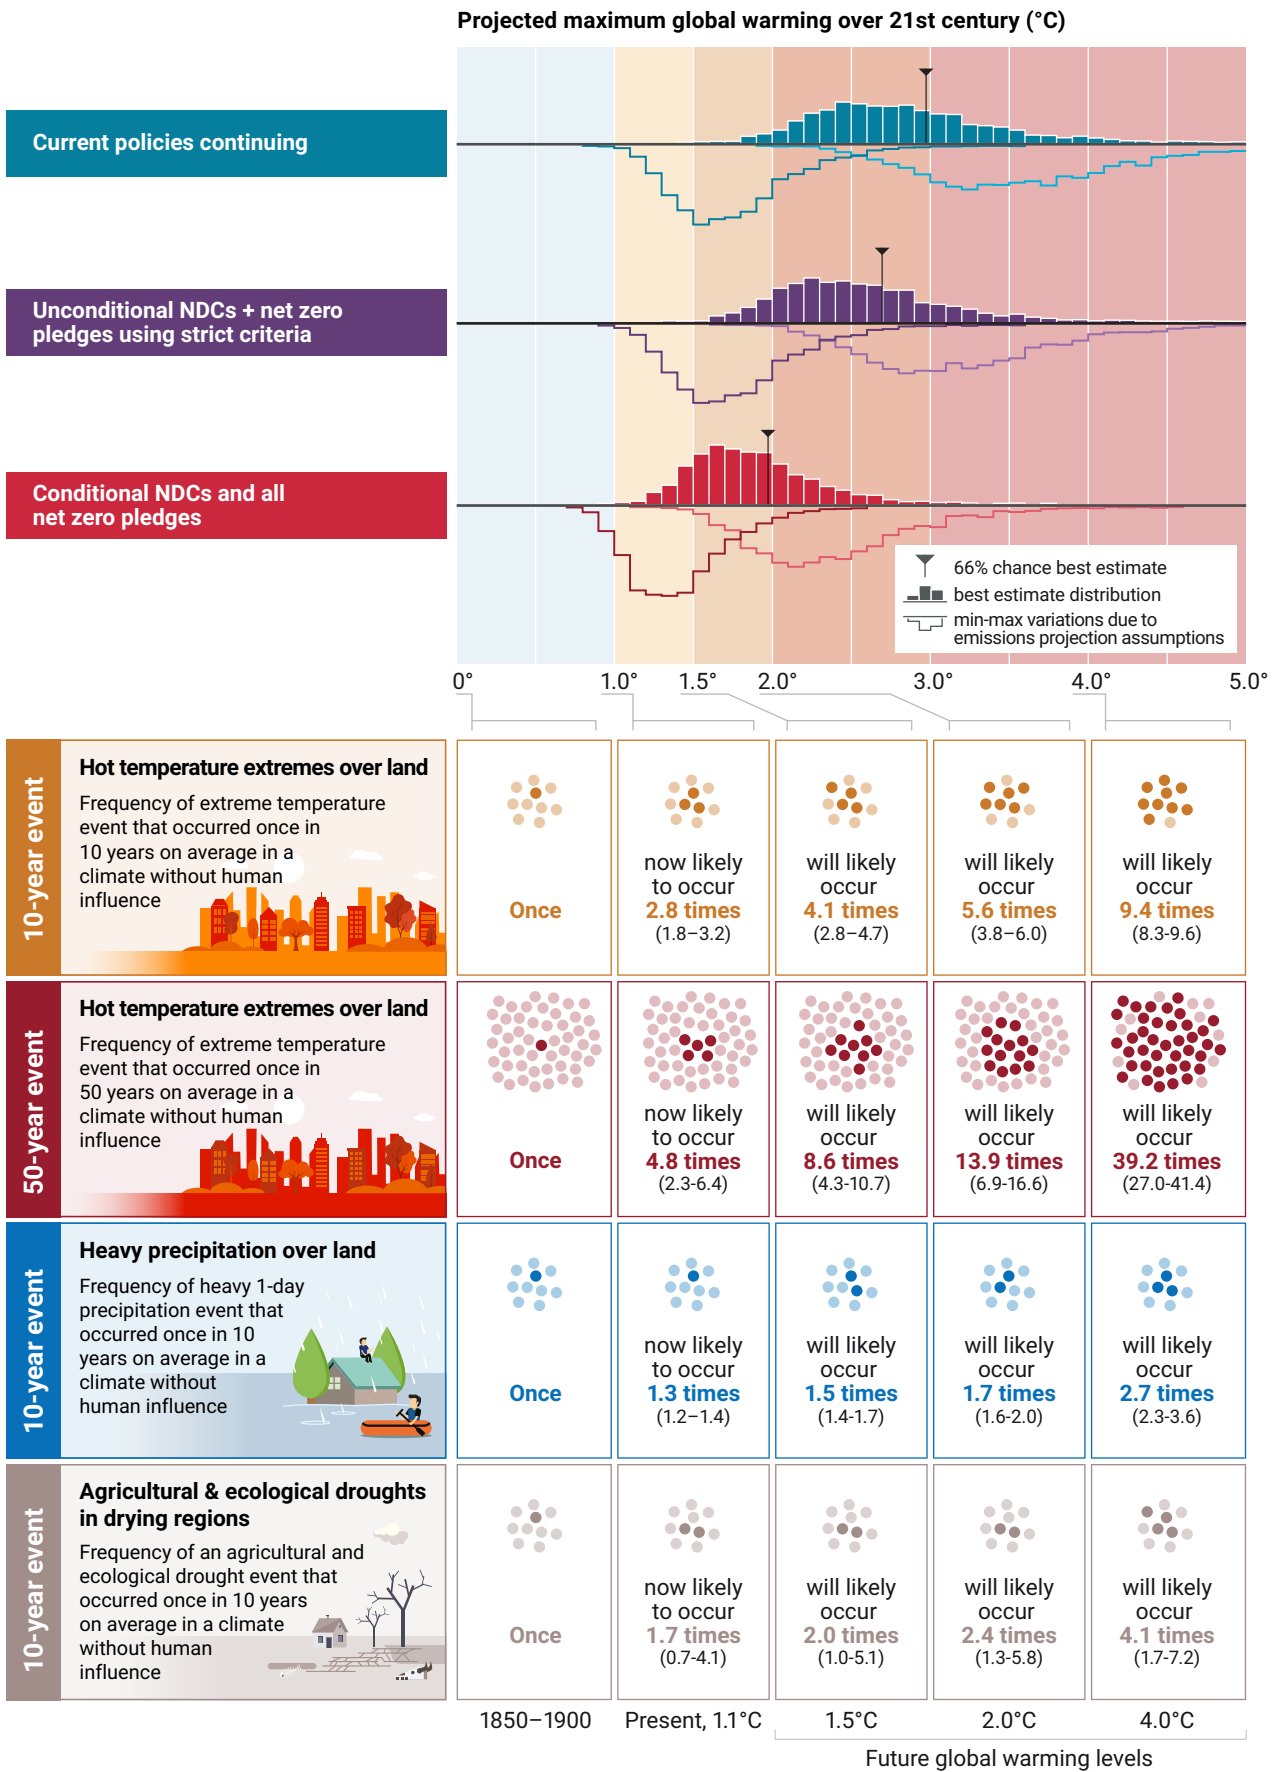 Projected maximum global warming over 21st century (°C)
Current policies continuing
Unconditional NDCs + net zero
pledges using strict criteria
Conditional NDCs and all
net zero pledges
66% chance best estimate
best estimate distribution
min-max variations due to
emissions projection assumptions
0° 1.0° 1.5° 2.0° 3.0° 4.0° 5.0°
10-year event
Hot temperature extremes over land
Frequency of extreme temperature
event that occurred once in
10 years on average in a
climate without human
influence
Once
now likely
to occur
2.8 times
(1.8–3.2)
will likely
occur
4.1 times
(2.8–4.7)
will likely
occur
5.6 times
(3.8–6.0)
will likely
occur
9.4 times
(8.3-9.6)
50-year event
Hot temperature extremes over land
Frequency of extreme temperature
event that occurred once in
50 years on average in a
climate without human
influence
Once
now likely
to occur
4.8 times
(2.3-6.4)
will likely
occur
8.6 times
(4.3-10.7)
will likely
occur
13.9 times
(6.9-16.6)
will likely
occur
39.2 times
(27.0-41.4)
10-year event
Heavy precipitation over land
Frequency of heavy 1-day
precipitation event that
occurred once in 10
years on average in a
climate without
human influence
Once
now likely
to occur
1.3 times
(1.2–1.4)
will likely
occur
1.5 times
(1.4-1.7)
will likely
occur
1.7 times
(1.6-2.0)
will likely
occur
2.7 times
(2.3-3.6)
10-year event
Agricultural & ecological droughts
in drying regions
Frequency of an agricultural and
ecological drought event that
occurred once in 10 years
on average in a climate
without human
influence
Once
now likely
to occur
1.7 times
(0.7-4.1)
will likely
occur
2.0 times
(1.0-5.1)
will likely
occur
2.4 times
(1.3-5.8)
will likely
occur
4.1 times
(1.7-7.2)
1850–1900 Present, 1.1°C 1.5°C 2.0°C 4.0°C
Future global warming levels